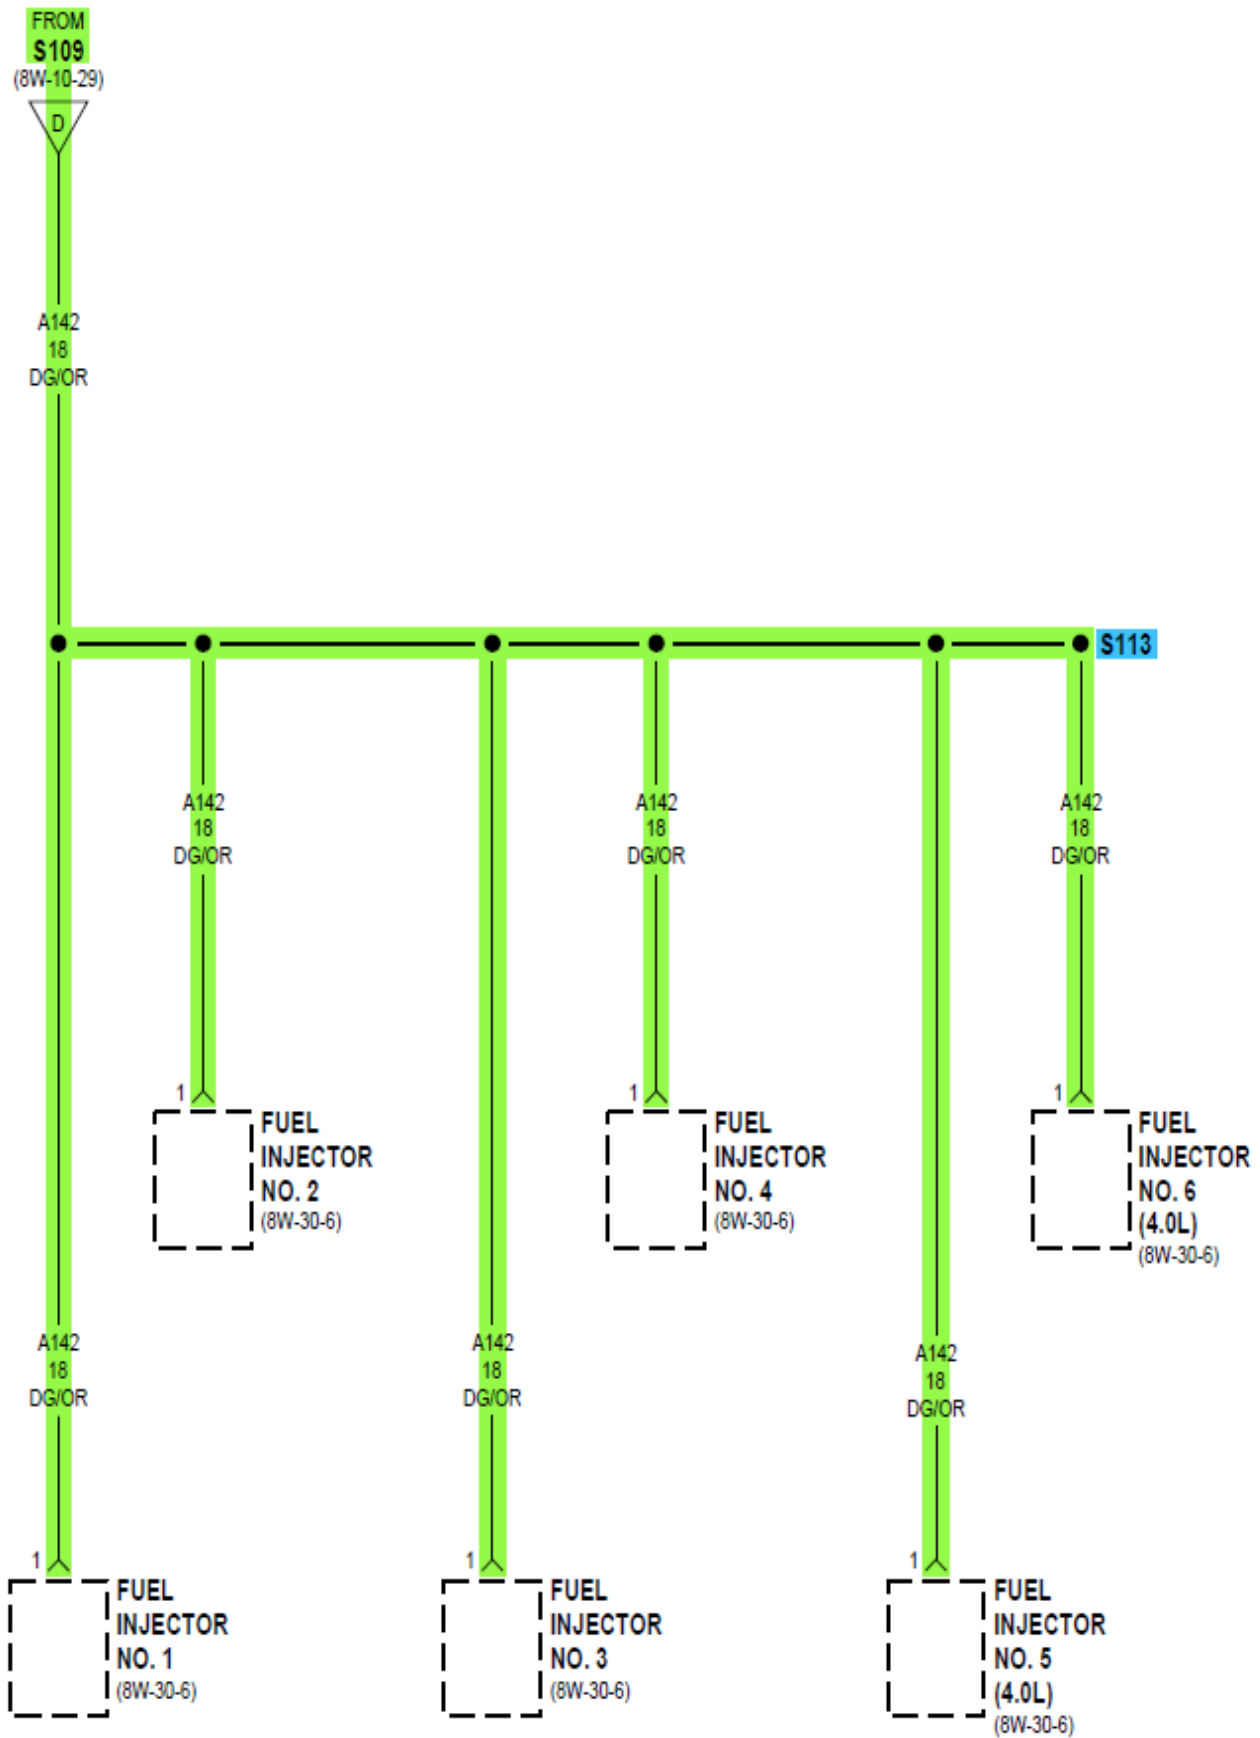 FROM
S109
(8W-10-29)
D
A142
18
DG/OR
S113
A142
18
DG/OR
A142
18
DG/OR
A142
18
DG/OR
1
FUEL
INJECTOR
NO. 2
(8W-30-6)
1
FUEL
INJECTOR
NO. 4
(8W-30-6)
1
FUEL
INJECTOR
NO. 6
(4.0L)
(8W-30-6)
A142
18
DG/OR
A142
18
DG/OR
A142
18
DG/OR
1
FUEL
INJECTOR
NO. 1
(8W-30-6)
1
FUEL
INJECTOR
NO. 3
(8W-30-6)
1
FUEL
INJECTOR
NO. 5
(4.0L)
(8W-30-6)